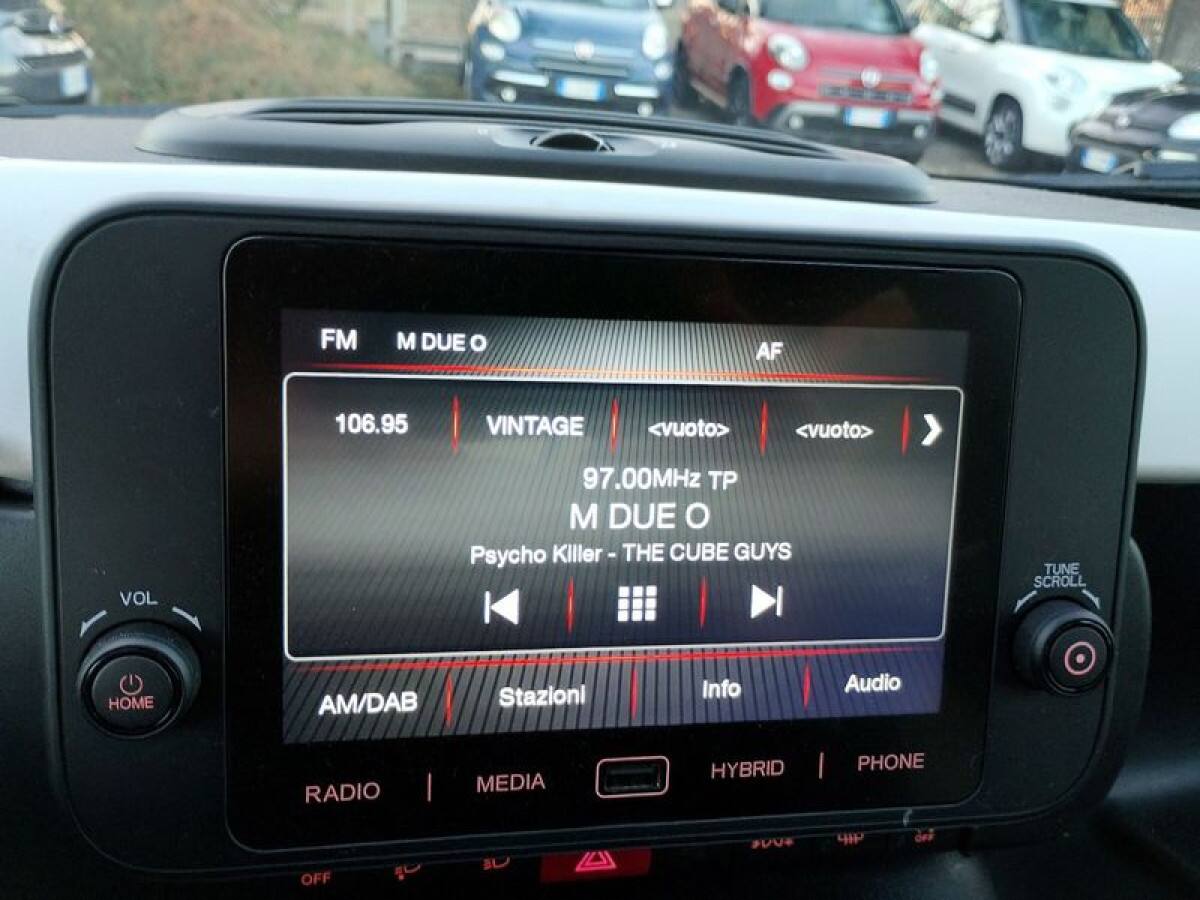 FM M DUE O AF
106.95 VINTAGE <vuoto> <vuoto>
97.00MHz TP
M DUE O
Psycho Killer - THE CUBE GUYS
AM/DAB Stazioni Info Audio
VOL
HOME
TUNE
SCROLL
RADIO MEDIA HYBRID PHONE
OFF
OFF